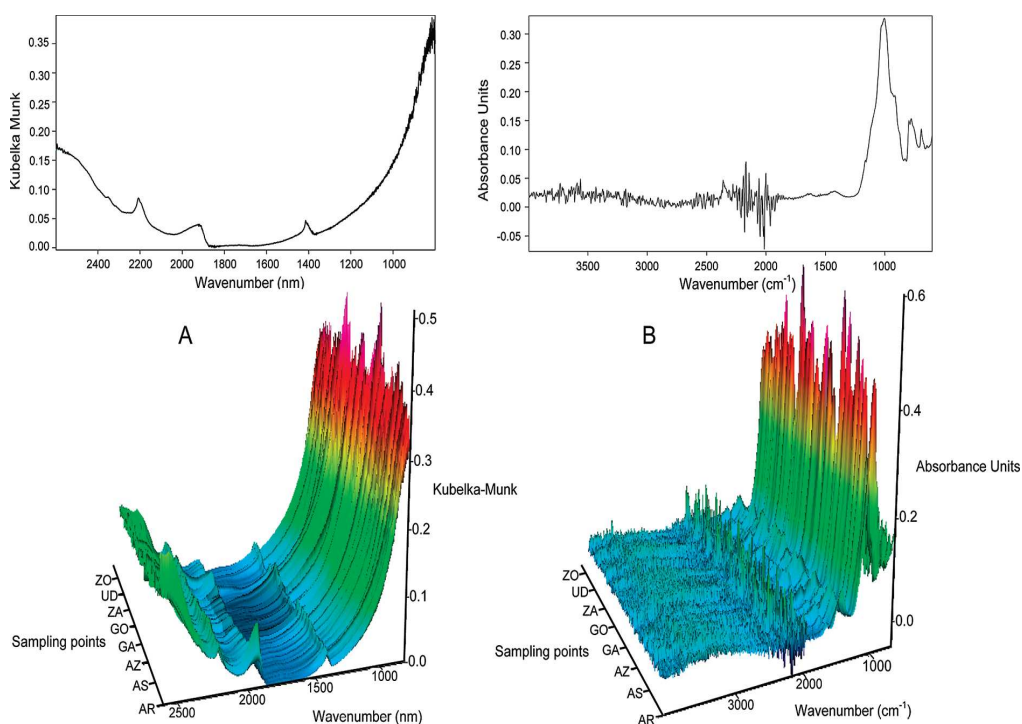 Kubelka Munk
0.35
0.30
0.25
0.20
0.15
0.10
0.05
0.00
2400 2200 2000 1800 1600 1400 1200 1000
Wavenumber (nm)
Absorbance Units
0.30
0.25
0.20
0.15
0.10
0.05
0.00
-0.05
3500 3000 2500 2000 1500 1000
Wavenumber (cm-1)
A
0.5
0.4
0.3
Kubelka-Munk
0.2
0.1
0.0
ZO
UD
ZA
GO
GA
AZ
AS
AR
Sampling points
2500 2000 1500 1000
Wavenumber (nm)
B
0.6
0.4
Absorbance Units
0.2
0.0
ZO
UD
ZA
GO
GA
AZ
AS
AR
Sampling points
3000 2000 1000
Wavenumber (cm-1)